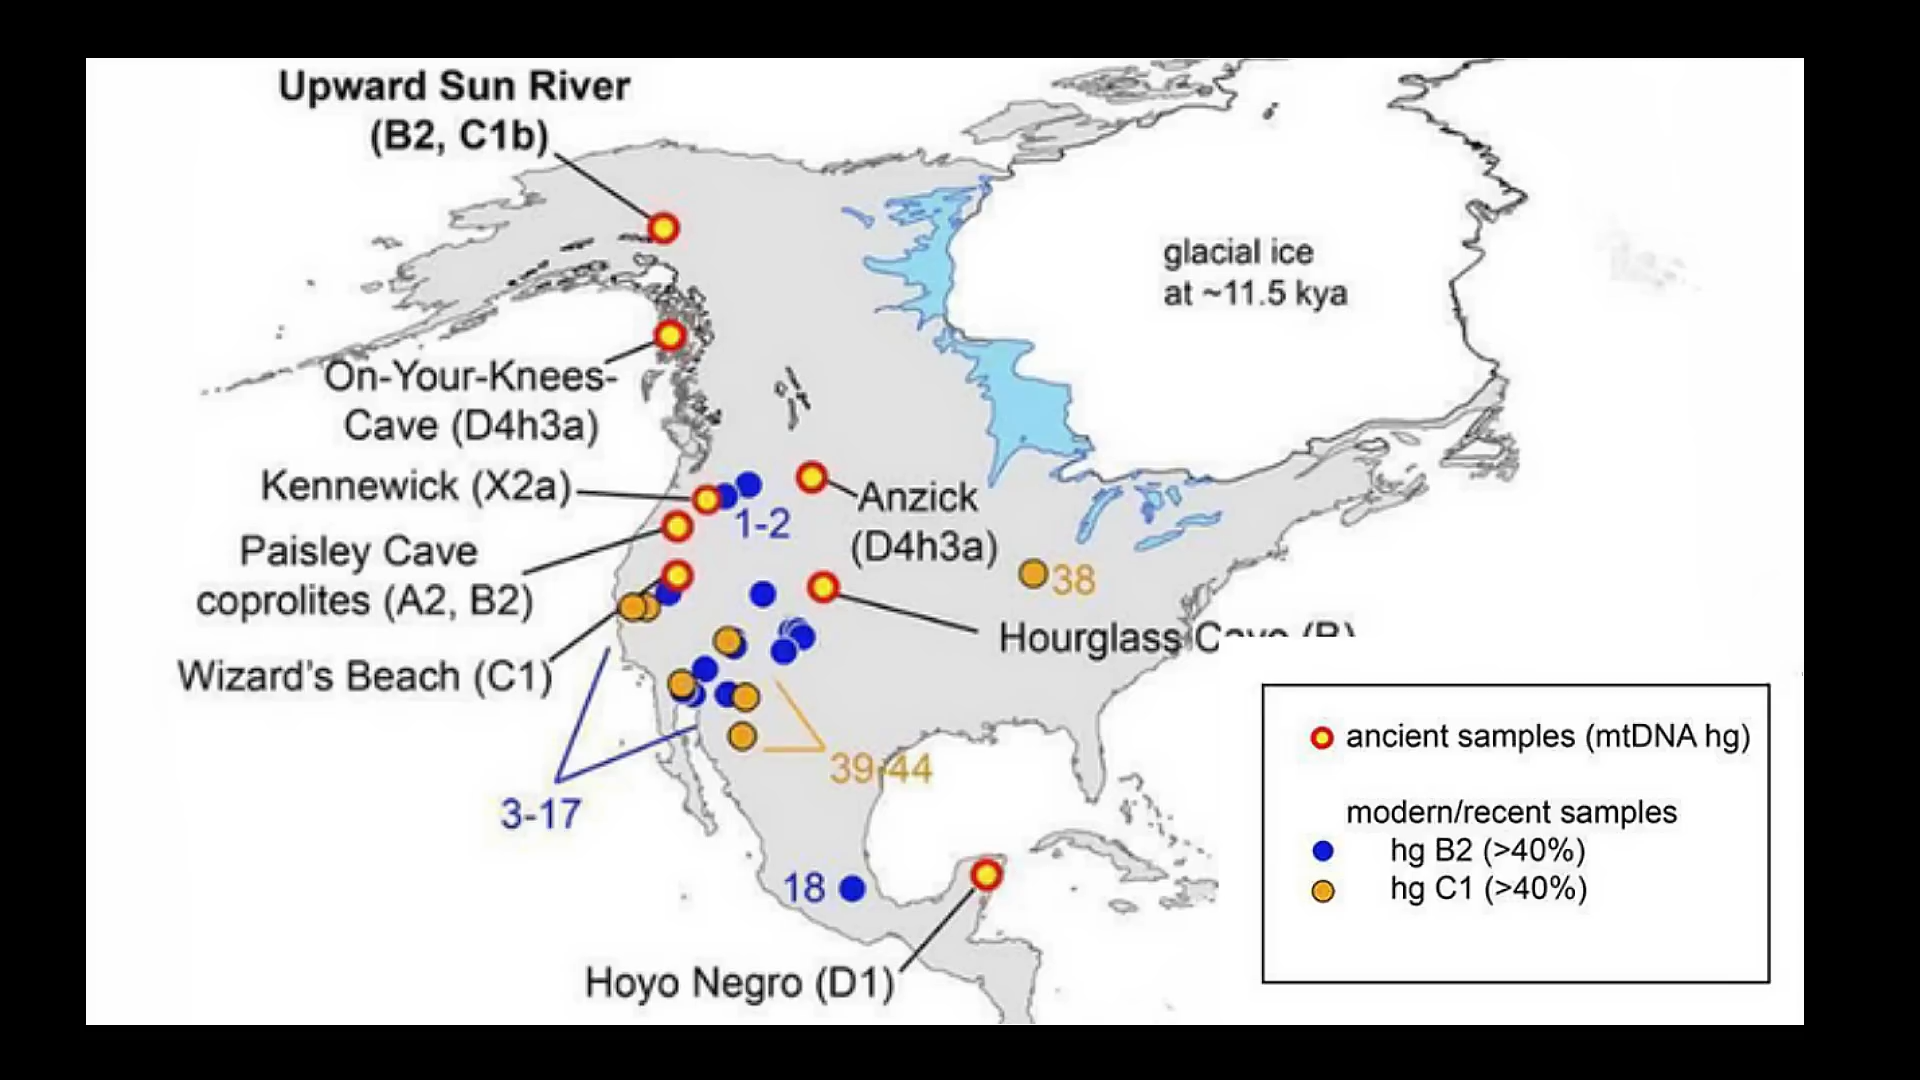 Upward Sun River
(B2, C1b)
glacial ice
at ~11.5 kya
On-Your-Knees-
Cave (D4h3a)
Kennewick (X2a)
1-2
Anzick
(D4h3a)
Paisley Cave
coprolites (A2, B2)
38
Hourglass
Wizard's Beach (C1)
39-44
3-17
18
Hoyo Negro (D1)
ancient samples (mtDNA hg)
modern/recent samples
hg B2 (>40%)
hg C1 (>40%)